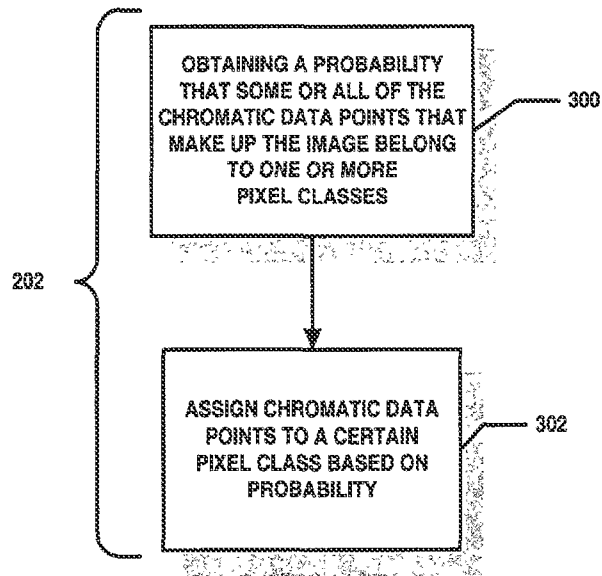 OBTAINING A PROBABILITY
THAT SOME OR ALL OF THE
CHROMATIC DATA POINTS THAT
MAKE UP THE IMAGE BELONG
TO ONE OR MORE
PIXEL CLASSES
300
202
ASSIGN CHROMATIC DATA
POINTS TO A CERTAIN
PIXEL CLASS BASED ON
PROBABILITY
302